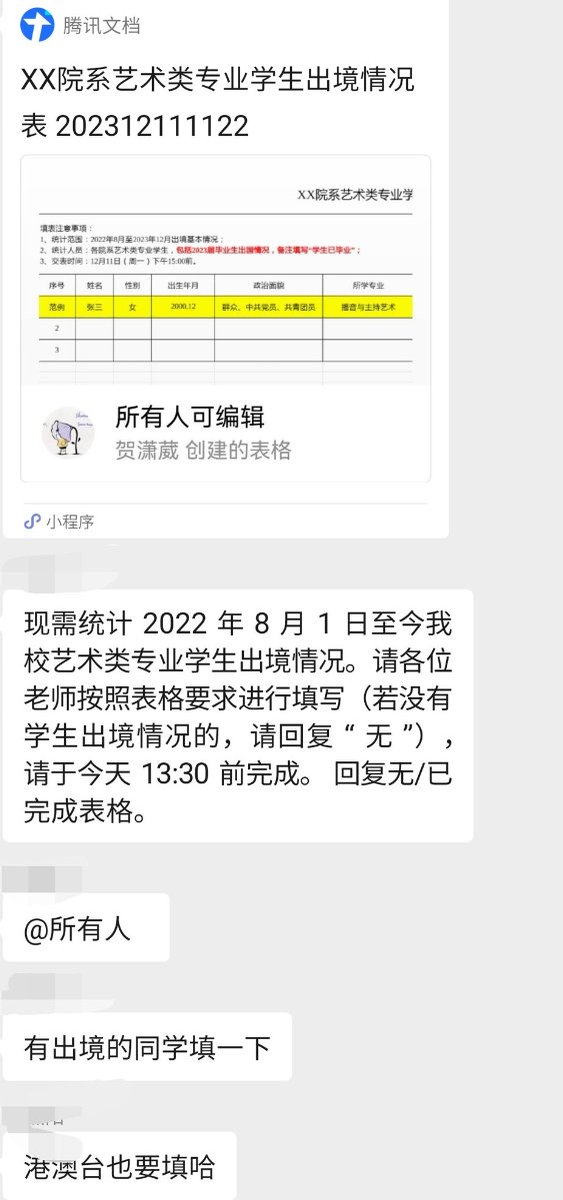 腾讯文档
XX院系艺术类专业学生出境情况
表 202312111122
XX院系艺术类专业学
填表注意事项：
1、统计范围：2022年8月至2023年12月出境基本情况；
2、统计人员：各院系艺术类专业学生，包括2023届毕业生出国情况，备注填写“学生已毕业”；
3、交表时间：12月11日（周一）下午15:00前。
序号 姓名 性别 出生年月 政治面貌 所学专业
范例 张三 女 2000.12 群众、中共党员、共青团员 播音与主持艺术
2
3
所有人可编辑
贺潇葳 创建的表格
小程序
现需统计 2022 年 8 月 1 日至今我
校艺术类专业学生出境情况。请各位
老师按照表格要求进行填写（若没有
学生出境情况的，请回复“ 无 ”），
请于今天 13:30 前完成。 回复无/已
完成表格。
@所有人
有出境的同学填一下
港澳台也要填哈